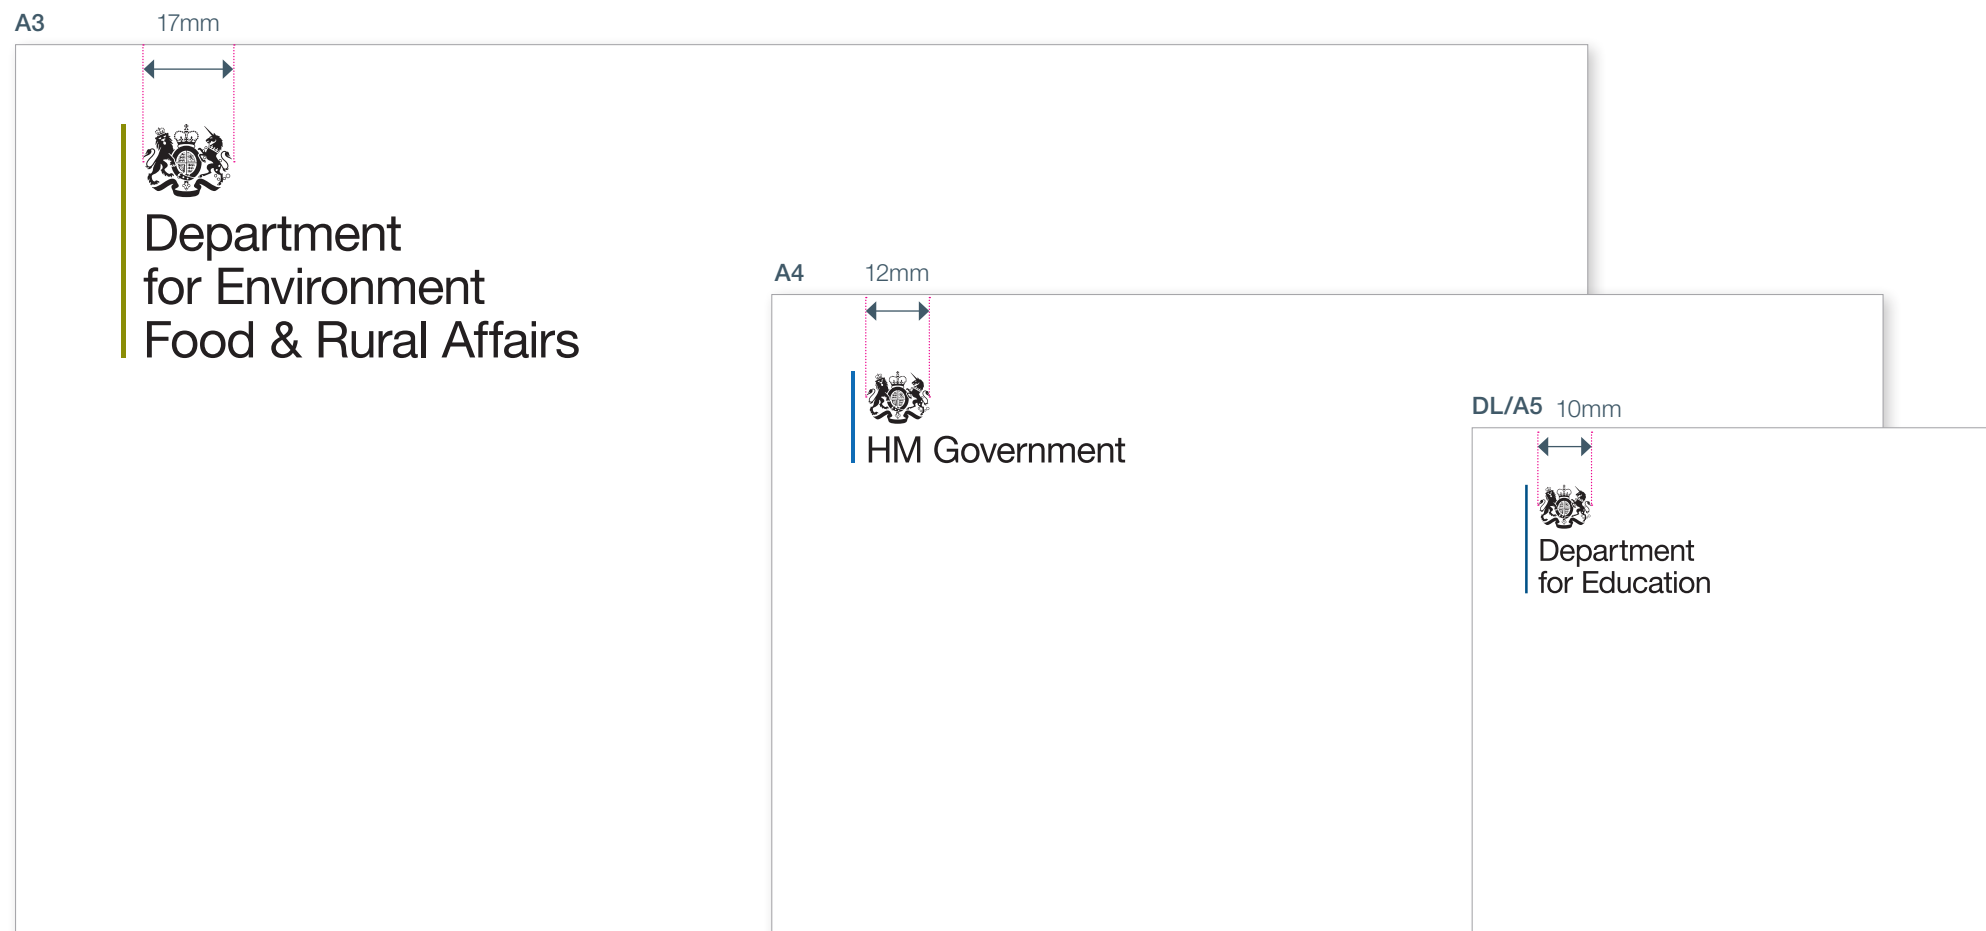 A3 17mm
Department
for Environment
Food & Rural Affairs
A4 12mm
HM Government
DL/A5 10mm
Department
for Education